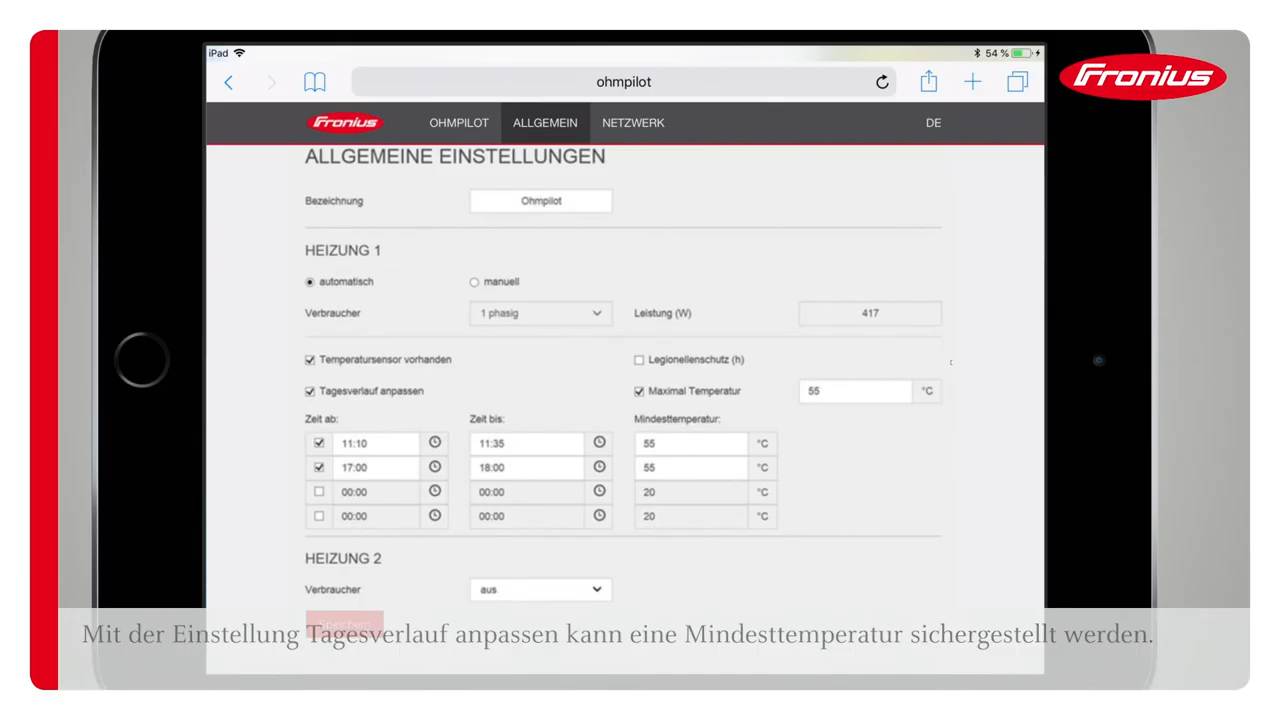 iPad 54 %
ohmpilot
Fronius
Fronius OHMPILOT ALLGEMEIN NETZWERK DE
ALLGEMEINE EINSTELLUNGEN
Bezeichnung Ohmpilot
HEIZUNG 1
automatisch manuell
Verbraucher 1 phasig Leistung (W) 417
Temperatursensor vorhanden Legionellenschutz (h)
Tagesverlauf anpassen Maximal Temperatur 55 °C
Zeit ab: Zeit bis: Mindesttemperatur:
11:10 11:35 55 °C
17:00 18:00 55 °C
00:00 00:00 20 °C
00:00 00:00 20 °C
HEIZUNG 2
Verbraucher aus
Speichern
Mit der Einstellung Tagesverlauf anpassen kann eine Mindesttemperatur sichergestellt werden.